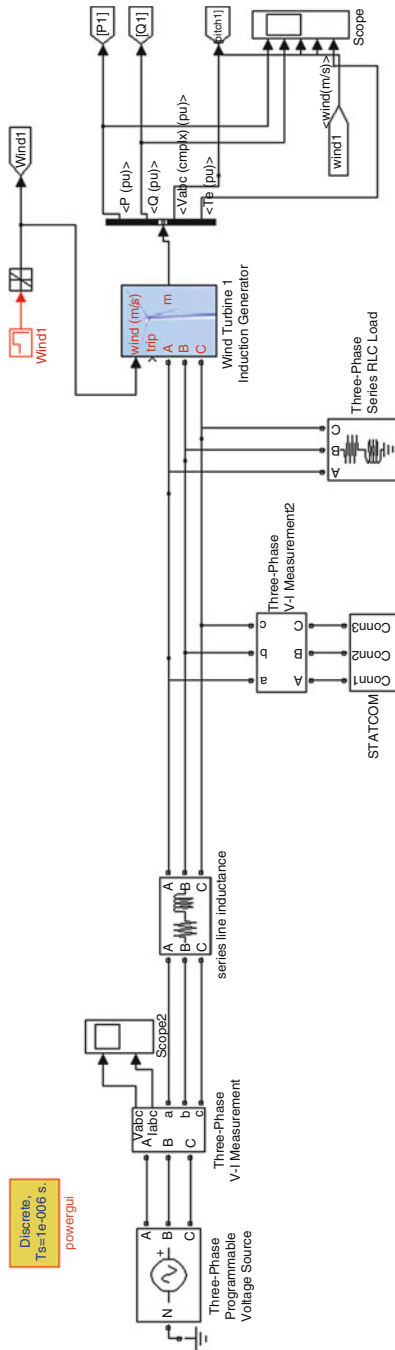 Discrete,
Ts=1e-006 s.
powergui
N
+
A
B
C
Three-Phase
Programmable
Voltage Source
Vabc
Iabc
A
B
C
a
b
c
Three-Phase
V-I Measurement
Scope2
A
B
C
A
B
C
series line inductance
a
b
c
A
B
C
Three-Phase
V-I Measurement2
Conn1
Conn2
Conn3
STATCOM
A
B
C
Three-Phase
Series RLC Load
Wind1
Wind1
wind (m/s)
trip
A
B
C
m
Wind Turbine 1
Induction Generator
<P (pu)>
<Q (pu)>
<Vabc (cmplx) (pu)>
<Te (pu)>
[P1]
[Q1]
pitch1]
<wind(m/s)>
wind1
Scope